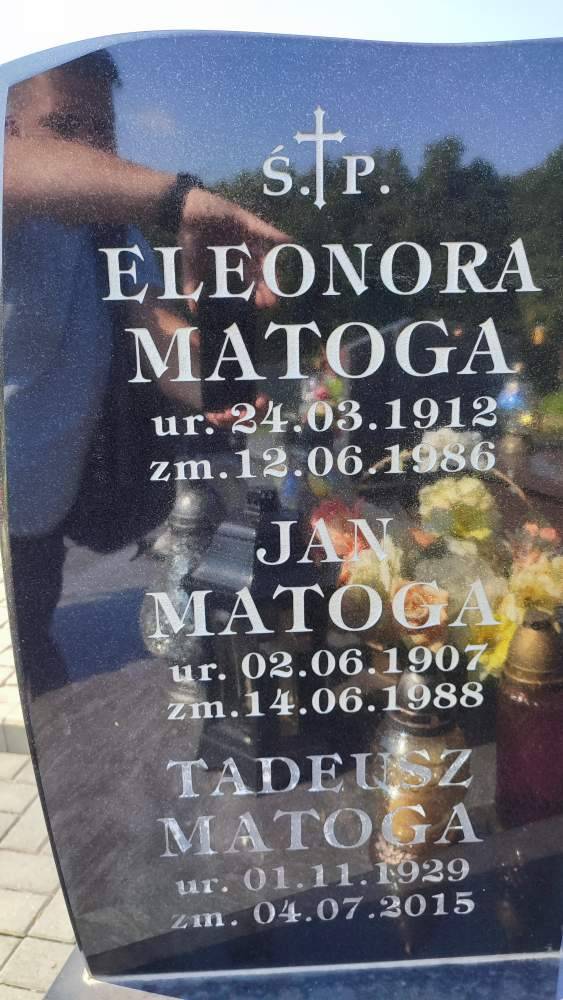 Ś.P.
ELEONORA
MATOGA
ur. 24.03.1912
zm.12.06.1986
JAN
MATOGA
ur. 02.06.1907
zm.14.06.1988
TADEUSZ
MATOGA
ur. 01.11.1929
zm. 04.07.2015